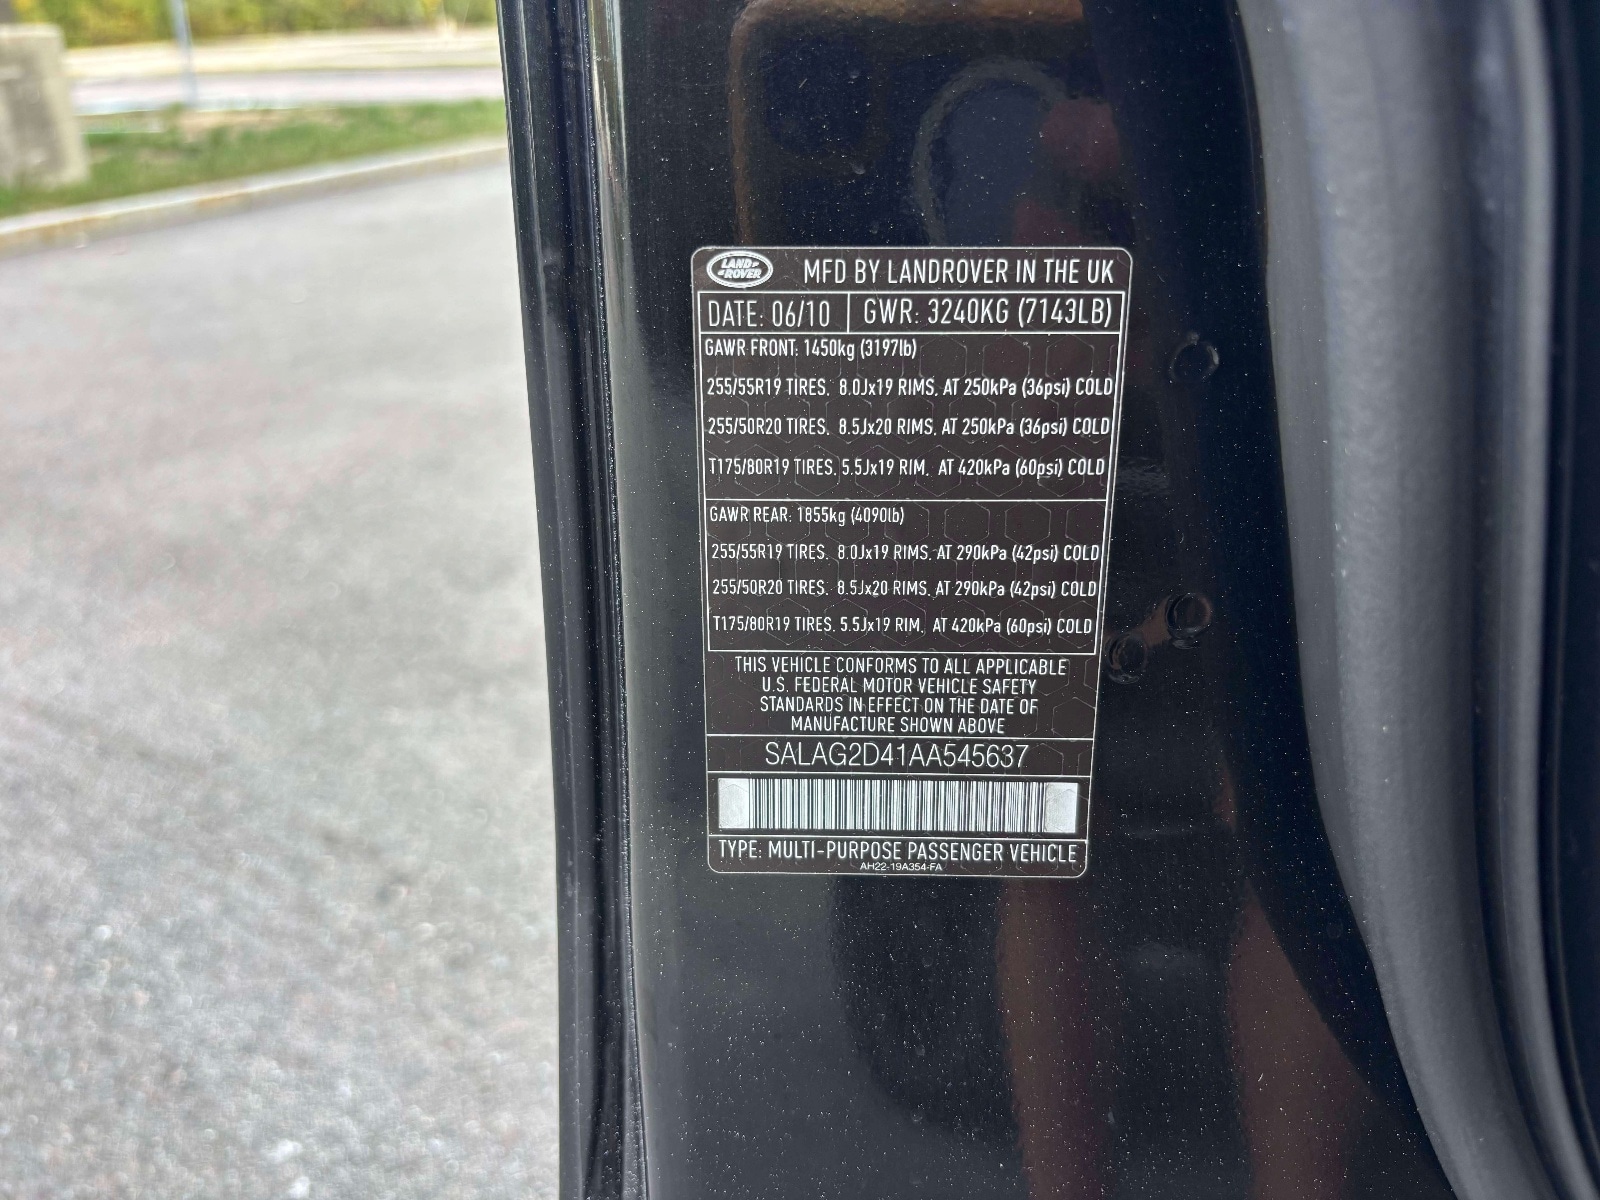 LAND ROVER
MFD BY LANDROVER IN THE UK
DATE: 06/10 GWR: 3240KG (7143LB)
GAWR FRONT: 1450kg (3197lb)
255/55R19 TIRES. 8.0Jx19 RIMS. AT 250kPa (36psi) COLD
255/50R20 TIRES. 8.5Jx20 RIMS. AT 250kPa (36psi) COLD
T175/80R19 TIRES. 5.5Jx19 RIM. AT 420kPa (60psi) COLD
GAWR REAR: 1855kg (4090lb)
255/55R19 TIRES. 8.0Jx19 RIMS. AT 290kPa (42psi) COLD
255/50R20 TIRES. 8.5Jx20 RIMS. AT 290kPa (42psi) COLD
T175/80R19 TIRES. 5.5Jx19 RIM. AT 420kPa (60psi) COLD
THIS VEHICLE CONFORMS TO ALL APPLICABLE
U.S. FEDERAL MOTOR VEHICLE SAFETY
STANDARDS IN EFFECT ON THE DATE OF
MANUFACTURE SHOWN ABOVE
SALAG2D41AA545637
TYPE: MULTI-PURPOSE PASSENGER VEHICLE
AH22-19A354-FA